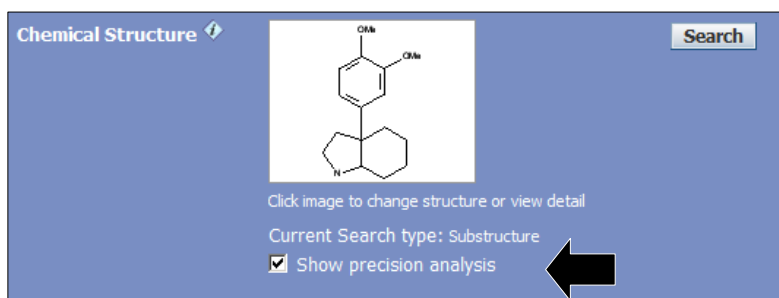 Chemical Structure i
Search
OMe
OMe
N
Click image to change structure or view detail
Current Search type: Substructure
Show precision analysis